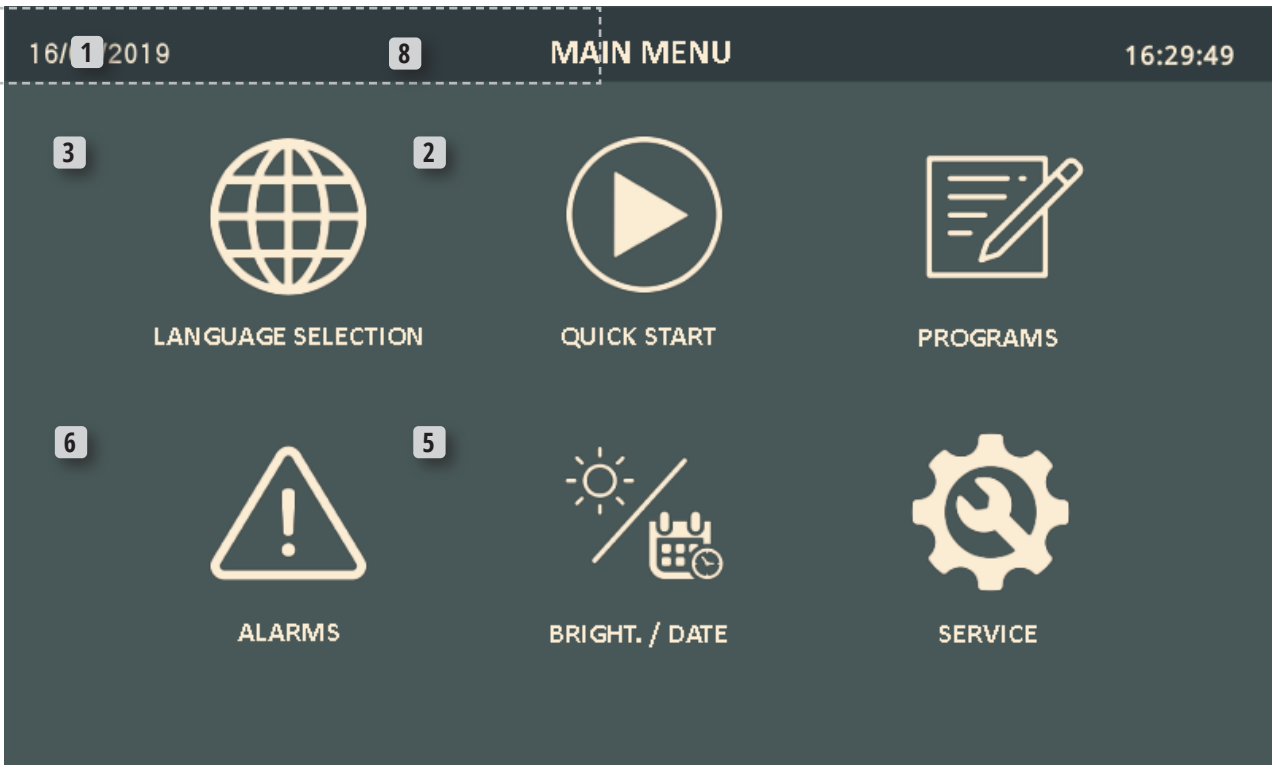 16/ 1 /2019 8 MAIN MENU 16:29:49
3 2
LANGUAGE SELECTION QUICK START PROGRAMS
6 5
ALARMS BRIGHT. / DATE SERVICE